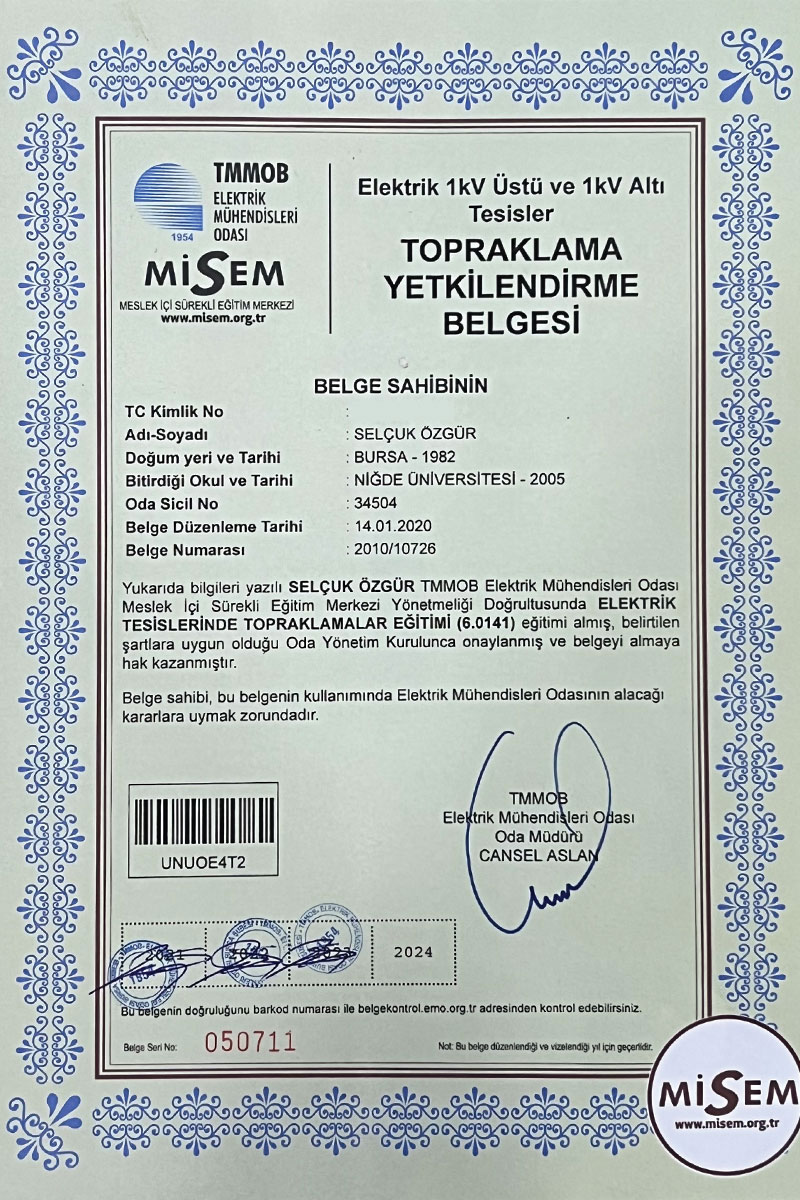 TMMOB
ELEKTRİK
MÜHENDİSLERİ
ODASI
1954
MİSEM
MESLEK İÇİ SÜREKLİ EĞİTİM MERKEZİ
www.misem.org.tr
Elektrik 1kV Üstü ve 1kV Altı
Tesisler
TOPRAKLAMA
YETKİLENDİRME
BELGESİ
BELGE SAHİBİNİN
TC Kimlik No :
Adı-Soyadı : SELÇUK ÖZGÜR
Doğum yeri ve Tarihi : BURSA - 1982
Bitirdiği Okul ve Tarihi : NİĞDE ÜNİVERSİTESİ - 2005
Oda Sicil No : 34504
Belge Düzenleme Tarihi : 14.01.2020
Belge Numarası : 2010/10726
Yukarıda bilgileri yazılı SELÇUK ÖZGÜR TMMOB Elektrik Mühendisleri Odası
Meslek İçi Sürekli Eğitim Merkezi Yönetmeliği Doğrultusunda ELEKTRİK
TESİSLERİNDE TOPRAKLAMALAR EĞİTİMİ (6.0141) eğitimi almış, belirtilen
şartlara uygun olduğu Oda Yönetim Kurulunca onaylanmış ve belgeyi almaya
hak kazanmıştır.
Belge sahibi, bu belgenin kullanımında Elektrik Mühendisleri Odasının alacağı
kararlara uymak zorundadır.
TMMOB
Elektrik Mühendisleri Odası
Oda Müdürü
CANSEL ASLAN
UNUOE4T2
2021 2022 2023 2024
Bu belgenin doğruluğunu barkod numarası ile belgekontrol.emo.org.tr adresinden kontrol edebilirsiniz.
Belge Seri No: 050711
Not: Bu belge düzenlendiği ve vizelendiği yıl için geçerlidir.
MİSEM
www.misem.org.tr